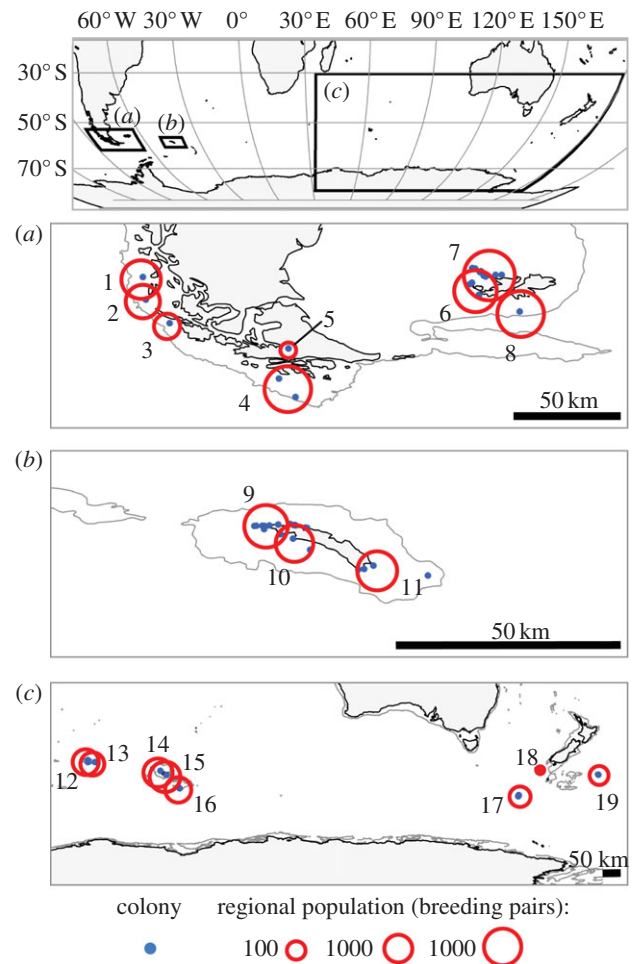 60° W 30° W 0° 30° E 60° E 90° E 120° E 150° E
30° S
50° S
70° S
(a)
(b)
(c)
(a)
1
2
3
4
5
6
7
8
50 km
(b)
9
10
11
50 km
(c)
12
13
14
15
16
17
18
19
50 km
colony regional population (breeding pairs):
100 1000 1000